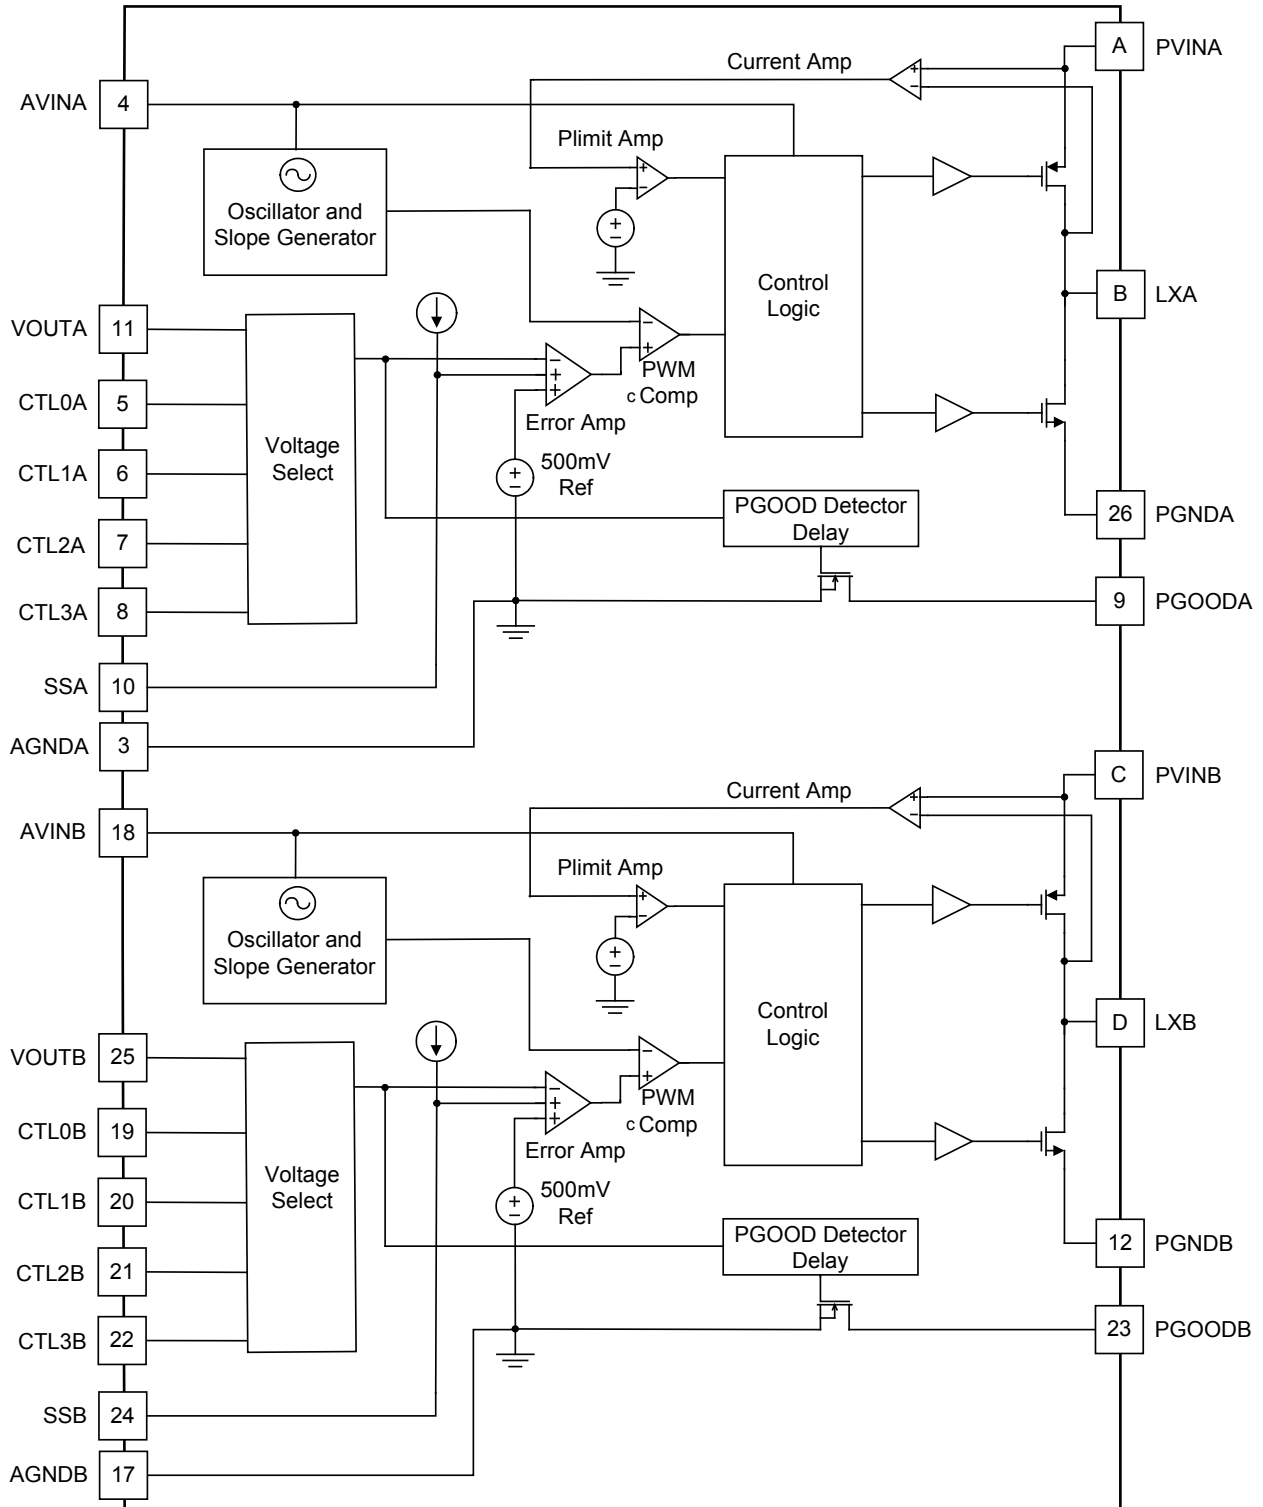 A PVINA
Current Amp
AVINA 4
Plimit Amp
Oscillator and
Slope Generator
Control
Logic
B LXA
VOUTA 11
PWM
c Comp
CTL0A 5
Error Amp
Voltage
Select
CTL1A 6
500mV
Ref
PGOOD Detector
Delay
26 PGNDA
CTL2A 7
CTL3A 8
9 PGOODA
SSA 10
AGNDA 3
C PVINB
Current Amp
AVINB 18
Plimit Amp
Oscillator and
Slope Generator
Control
Logic
D LXB
VOUTB 25
PWM
c Comp
CTL0B 19
Error Amp
Voltage
Select
CTL1B 20
500mV
Ref
PGOOD Detector
Delay
12 PGNDB
CTL2B 21
CTL3B 22
23 PGOODB
SSB 24
AGNDB 17